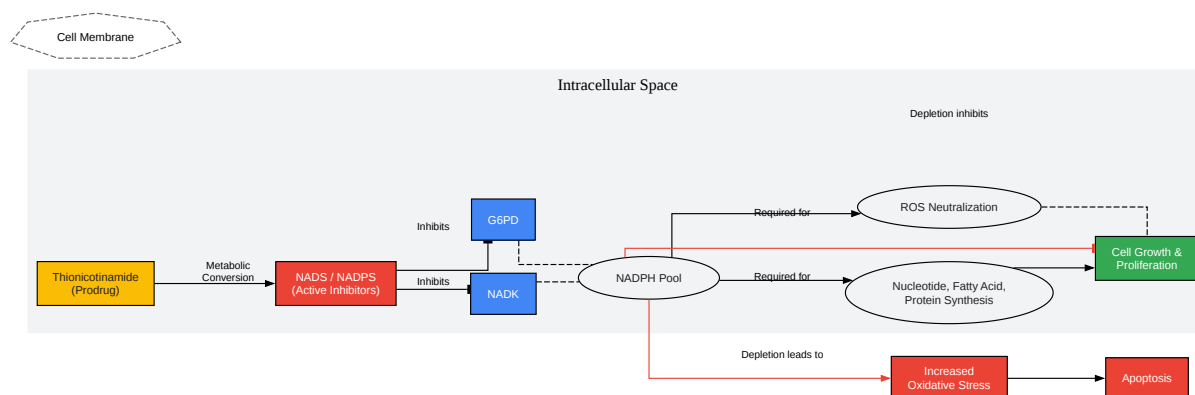 Cell Membrane
Intracellular Space
Depletion inhibits
G6PD
Inhibits
ROS Neutralization
Required for
Thionicotinamide
(Prodrug)
Metabolic
Conversion
NADS / NADPS
(Active Inhibitors)
Inhibits
NADK
NADPH Pool
Required for
Nucleotide, Fatty Acid,
Protein Synthesis
Cell Growth &
Proliferation
Depletion leads to
Increased
Oxidative Stress
Apoptosis